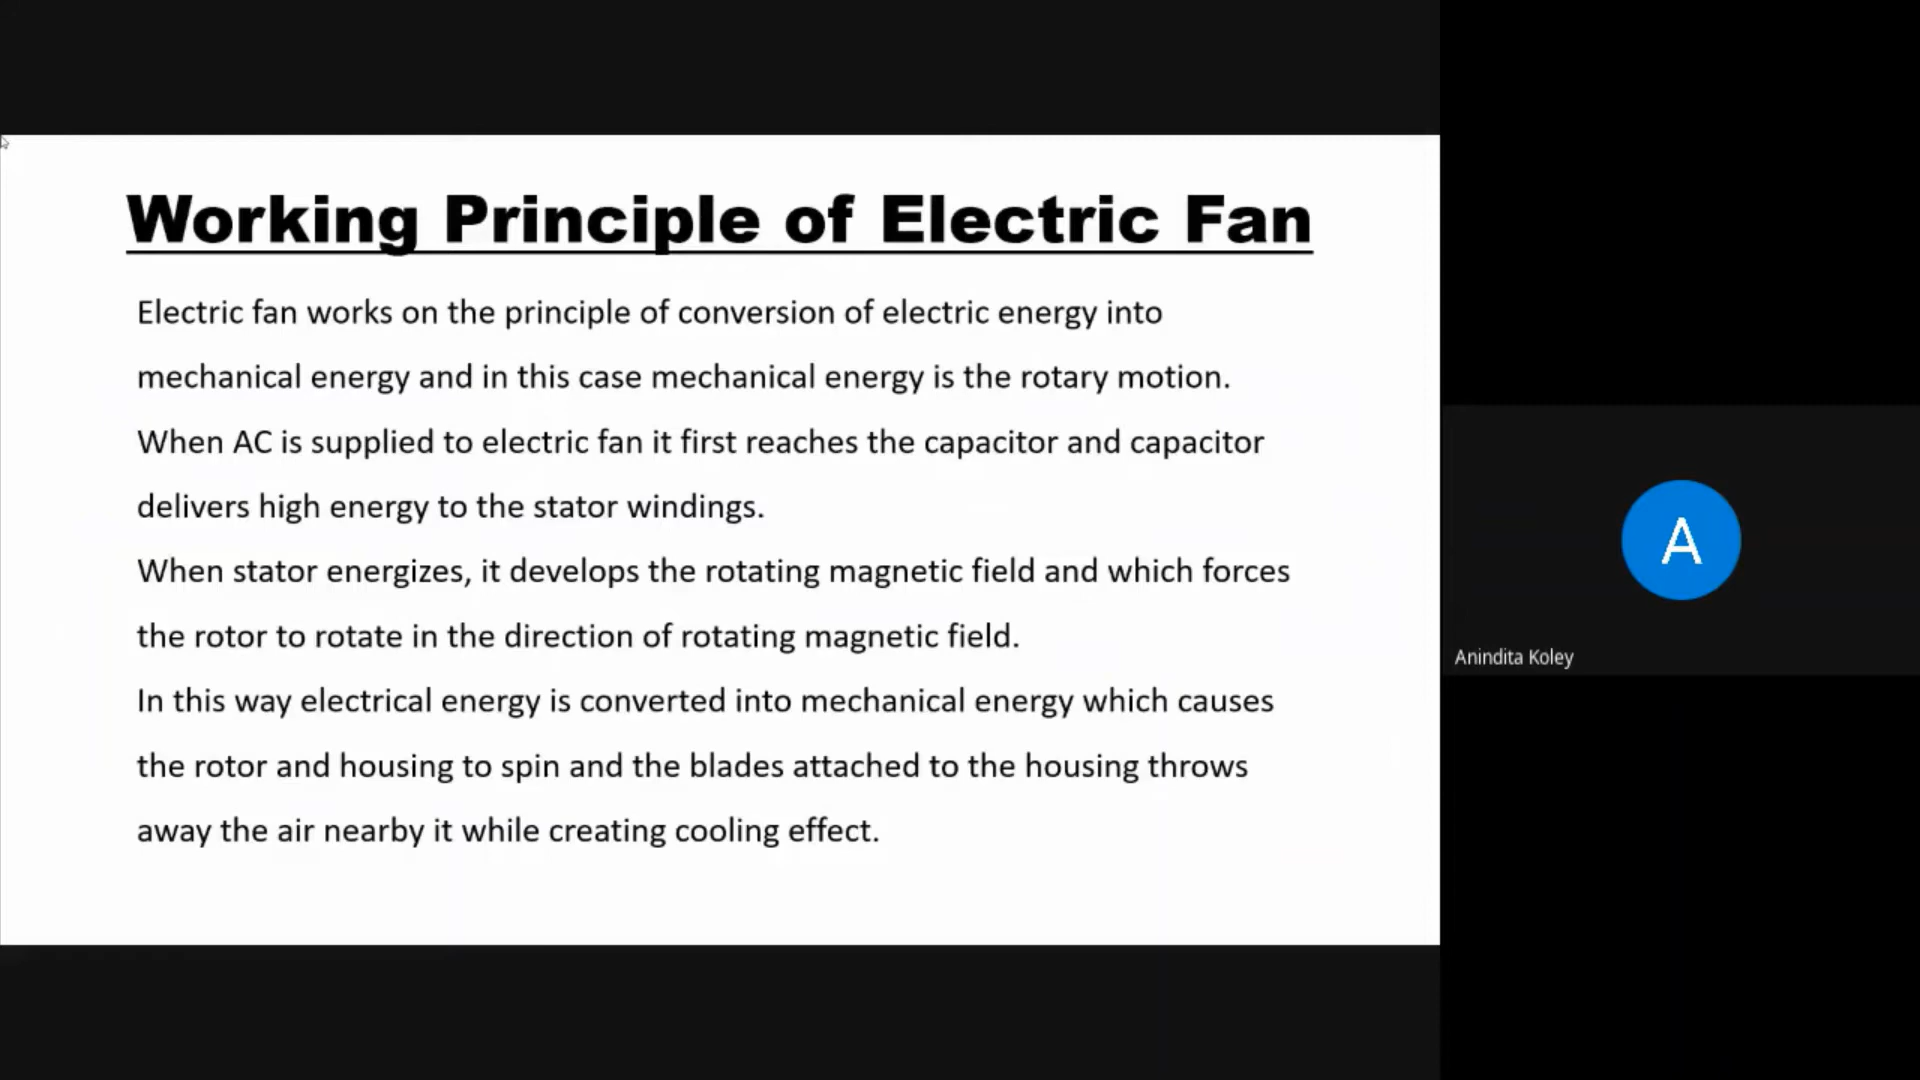 Working Principle of Electric Fan
Electric fan works on the principle of conversion of electric energy into
mechanical energy and in this case mechanical energy is the rotary motion.
When AC is supplied to electric fan it first reaches the capacitor and capacitor
delivers high energy to the stator windings.
When stator energizes, it develops the rotating magnetic field and which forces
the rotor to rotate in the direction of rotating magnetic field.
In this way electrical energy is converted into mechanical energy which causes
the rotor and housing to spin and the blades attached to the housing throws
away the air nearby it while creating cooling effect.
A
Anindita Koley